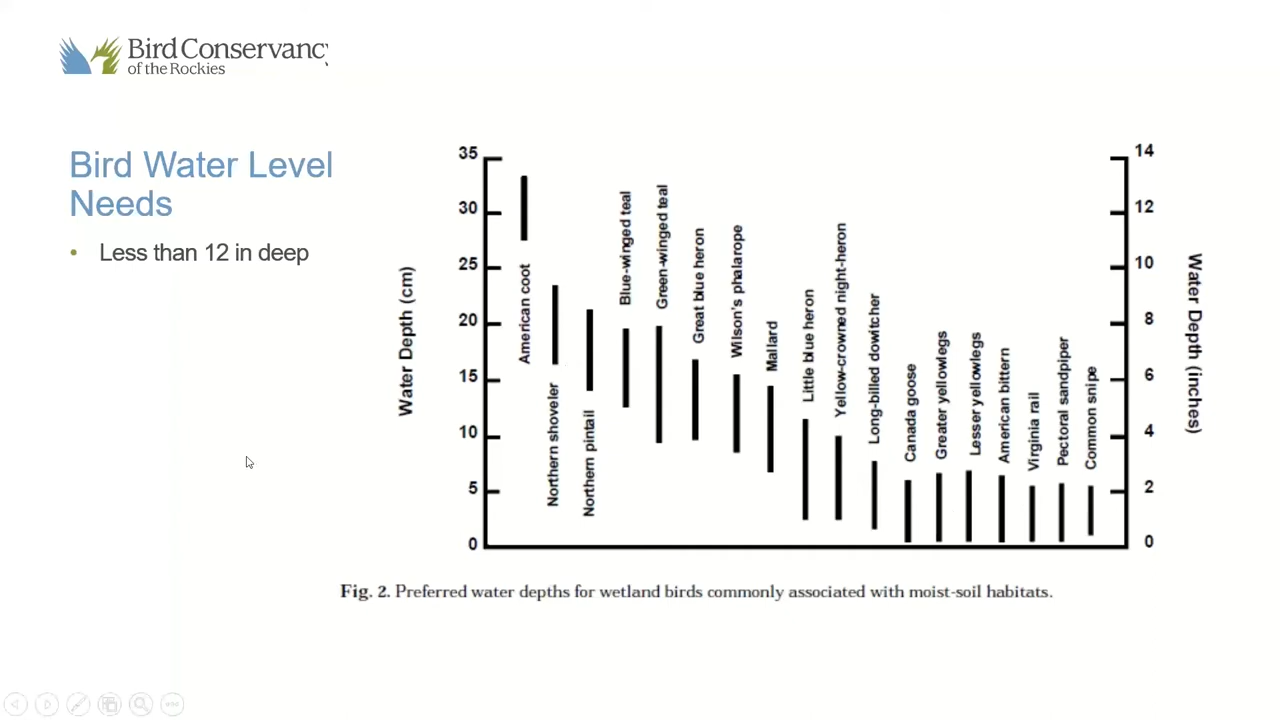 Bird Conservancy
of the Rockies
Bird Water Level
Needs
• Less than 12 in deep
Water Depth (cm)
35
30
25
20
15
10
5
0
American coot
Northern shoveler
Northern pintail
Blue-winged teal
Green-winged teal
Great blue heron
Wilson's phalarope
Mallard
Little blue heron
Yellow-crowned night-heron
Long-billed dowitcher
Canada goose
Greater yellowlegs
Lesser yellowlegs
American bittern
Virginia rail
Pectoral sandpiper
Common snipe
14
12
10
8
6
4
2
0
Water Depth (inches)
Fig. 2. Preferred water depths for wetland birds commonly associated with moist-soil habitats.